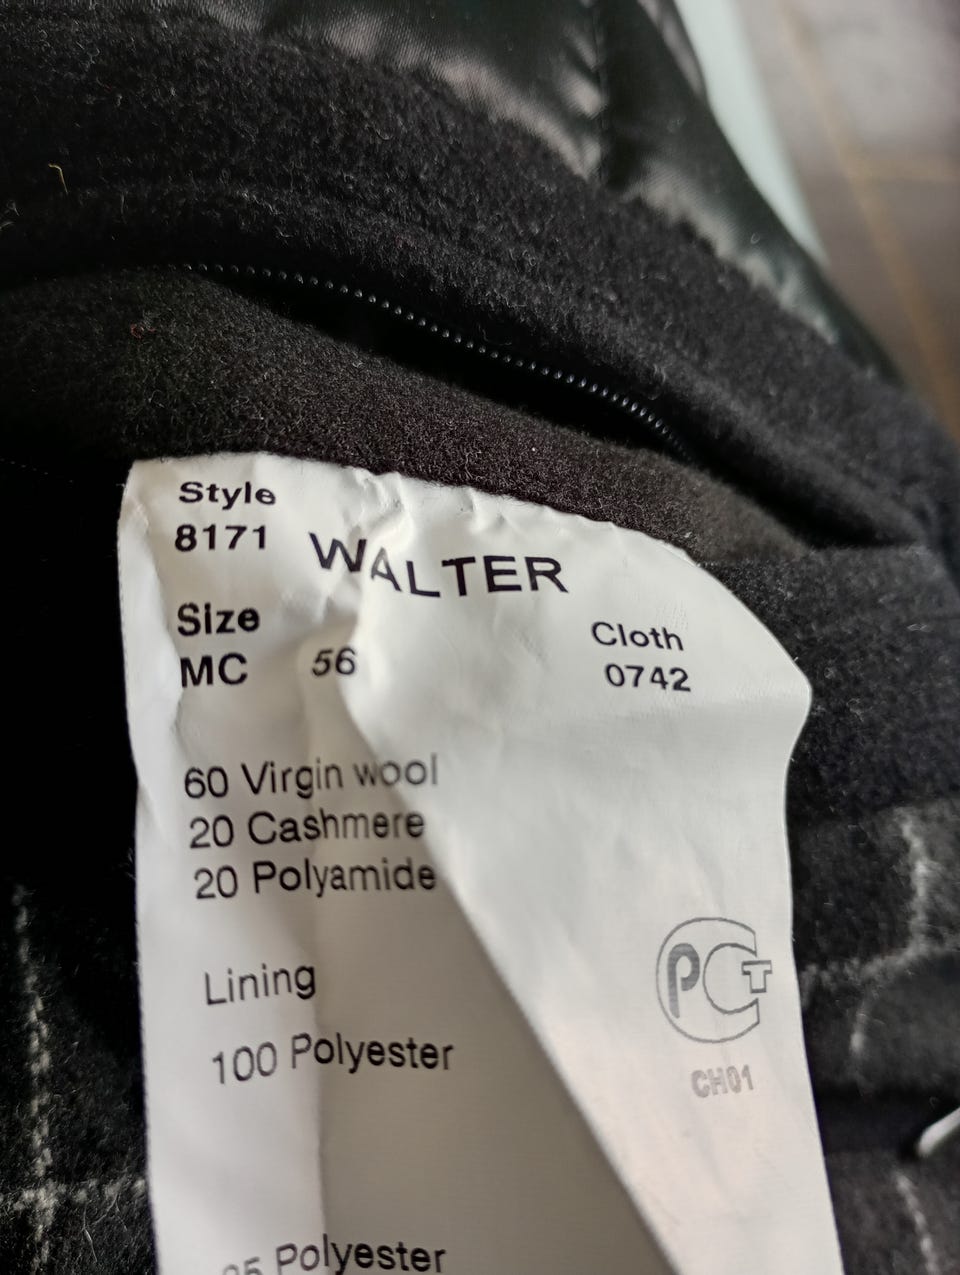 Style
8171 WALTER
Size
MC 56
Cloth
0742
60 Virgin wool
20 Cashmere
20 Polyamide
Lining
100 Polyester
РСТ
CH01
Polyester